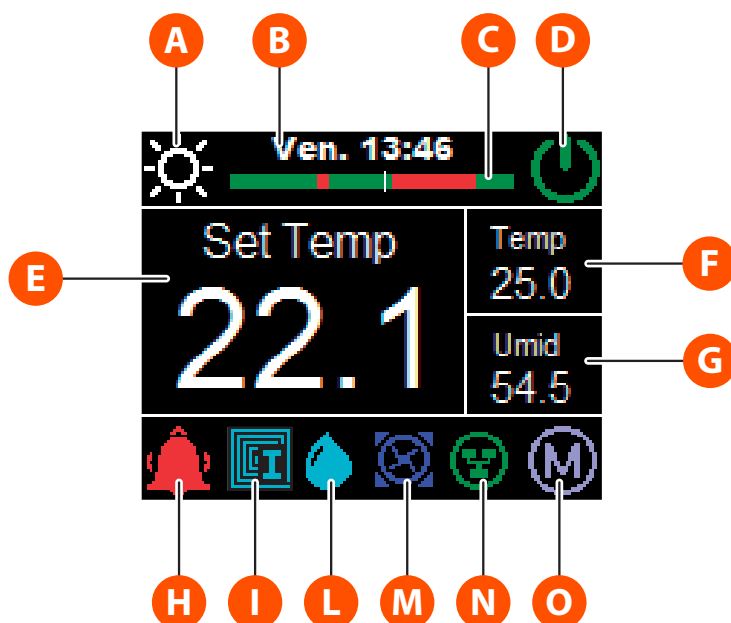 A B C D
Ven. 13:46
Set Temp
22.1
Temp
25.0
Umid
54.5
E
F
G
I
M
H I L M N O